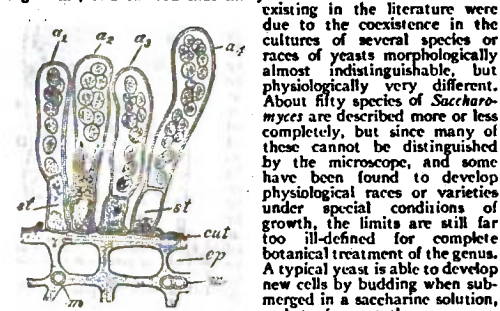 existing in the literature were
due to the coexistence in the
cultures of several species or
races of yeasts morphologically
almost indistinguishable, but
physiologically very different.
About fifty species of Saccharo-
myces are described more or less
completely, but since many of
these cannot be distinguished
by the microscope, and some
have been found to develop
physiological races or varieties
under special conditions of
growth, the limits are still far
too ill-defined for complete
botanical treatment of the genus.
A typical yeast is able to develop
new cells by budding when sub-
merged in a saccharine solution,
a1
a2
a3
a4
st
st
cut
ep
m